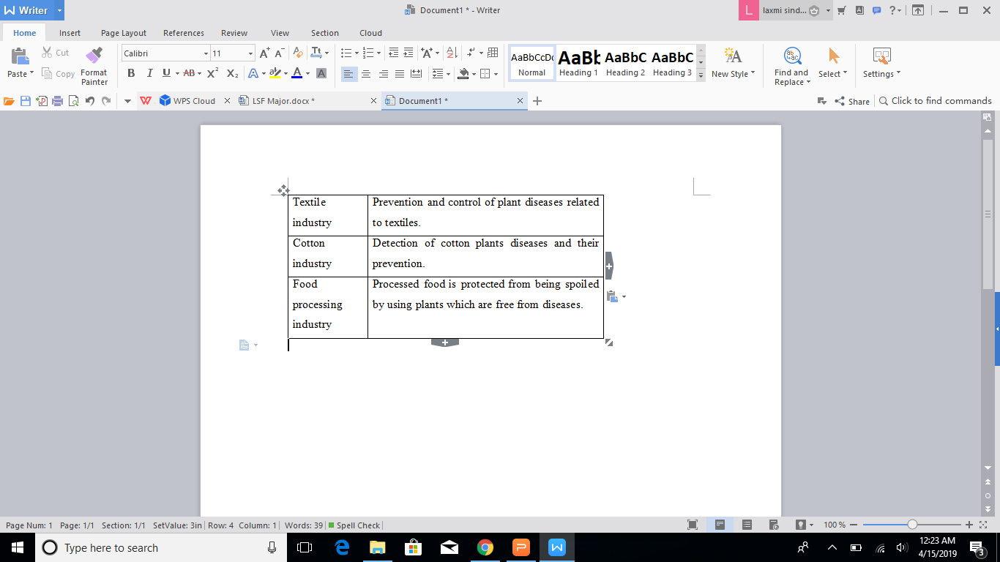 Writer
Document1 * - Writer
L laxmi sind...
Home Insert Page Layout References Review View Section Cloud
Paste Cut Copy Format Painter
Calibri 11
AaBbCcDd AaBb AaBbC AaBbC
Normal Heading 1 Heading 2 Heading 3
New Style Find and Replace Select Settings
WPS Cloud LSF Major.docx * Document1 *
Share Click to find commands
Textile Prevention and control of plant diseases related
industry to textiles.
Cotton Detection of cotton plants diseases and their
industry prevention.
Food Processed food is protected from being spoiled
processing by using plants which are free from diseases.
industry
Page Num: 1 Page: 1/1 Section: 1/1 SetValue: 3in Row: 4 Column: 1 Words: 39 Spell Check 100 %
Type here to search
12:23 AM
4/15/2019 3